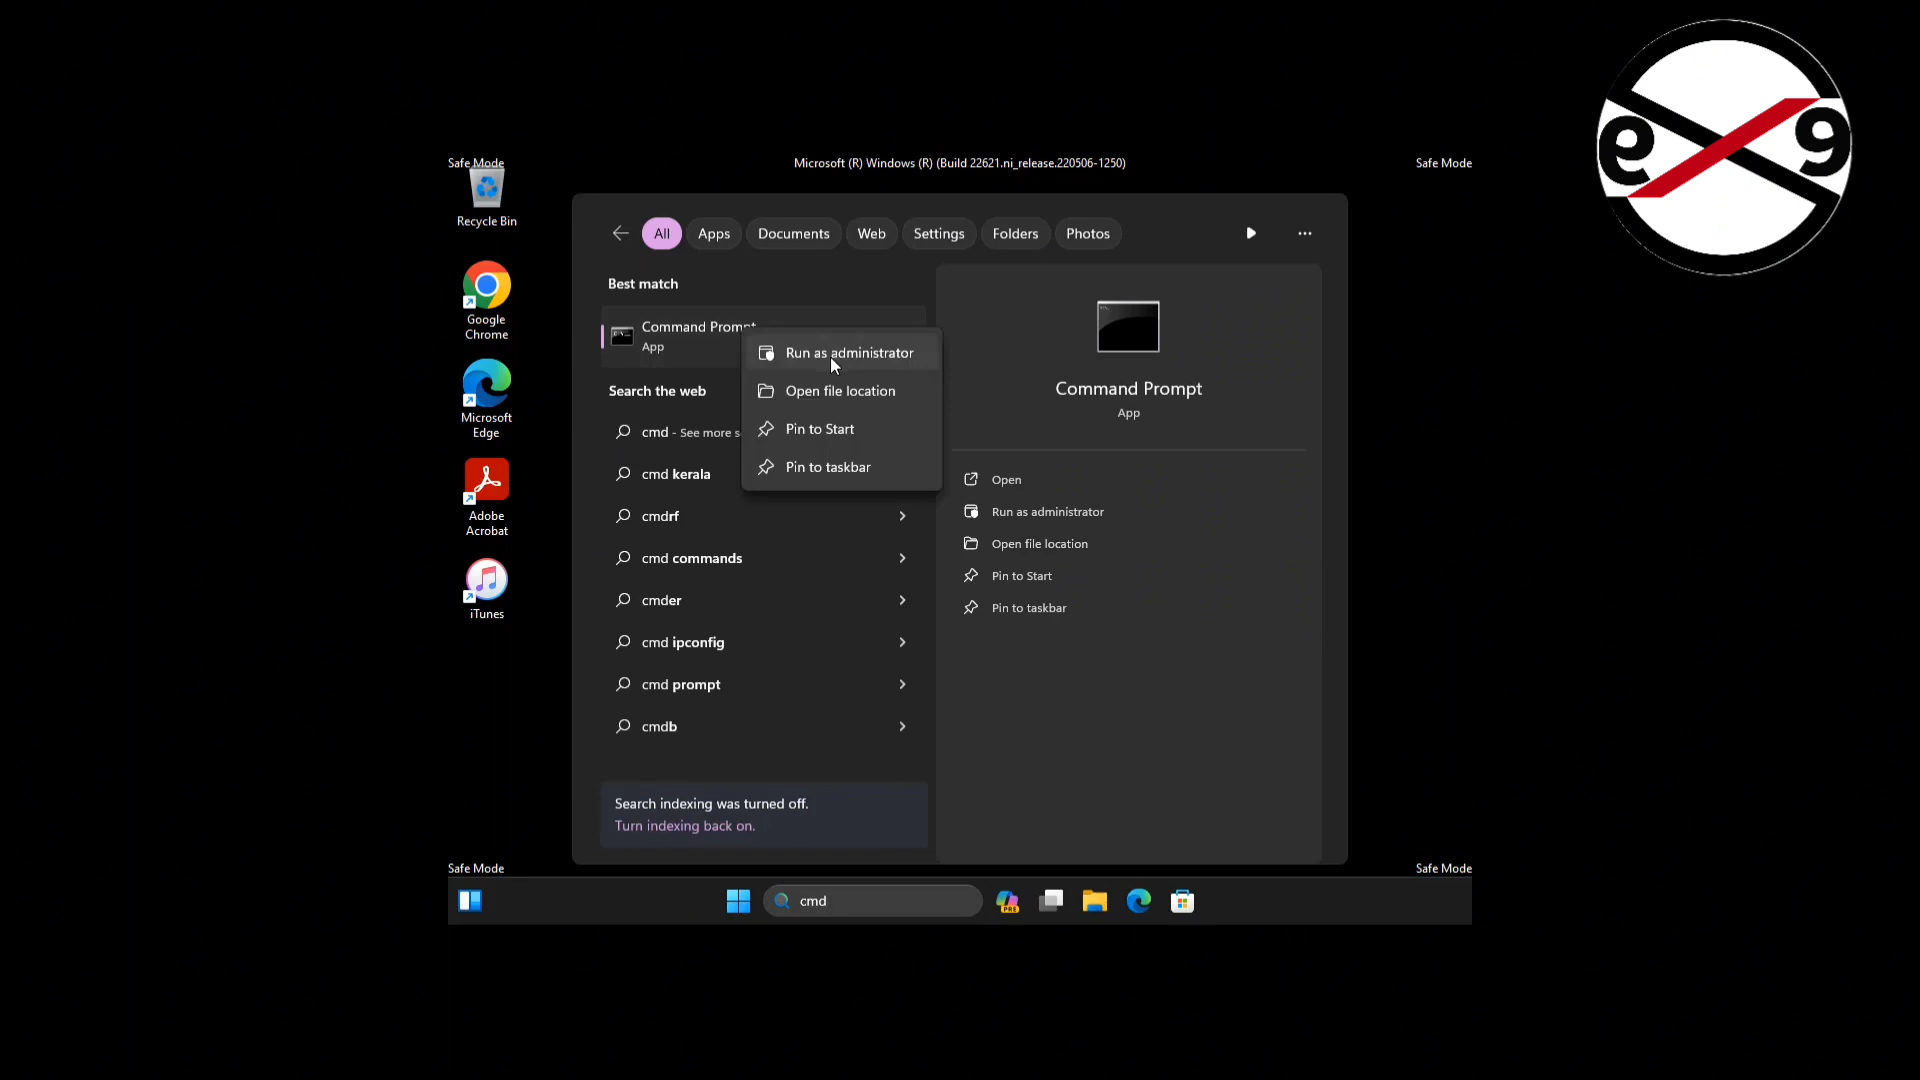 Safe Mode
Microsoft (R) Windows (R) (Build 22621.ni_release.220506-1250)
Safe Mode
Recycle Bin
Google
Chrome
Microsoft
Edge
Adobe
Acrobat
iTunes
All
Apps
Documents
Web
Settings
Folders
Photos
Best match
Command Prompt
App
Search the web
cmd - See more s
cmd kerala
cmdrf
cmd commands
cmder
cmd ipconfig
cmd prompt
cmdb
Search indexing was turned off.
Turn indexing back on.
Run as administrator
Open file location
Pin to Start
Pin to taskbar
Command Prompt
App
Open
Run as administrator
Open file location
Pin to Start
Pin to taskbar
Safe Mode
Safe Mode
cmd
PRE
e
9